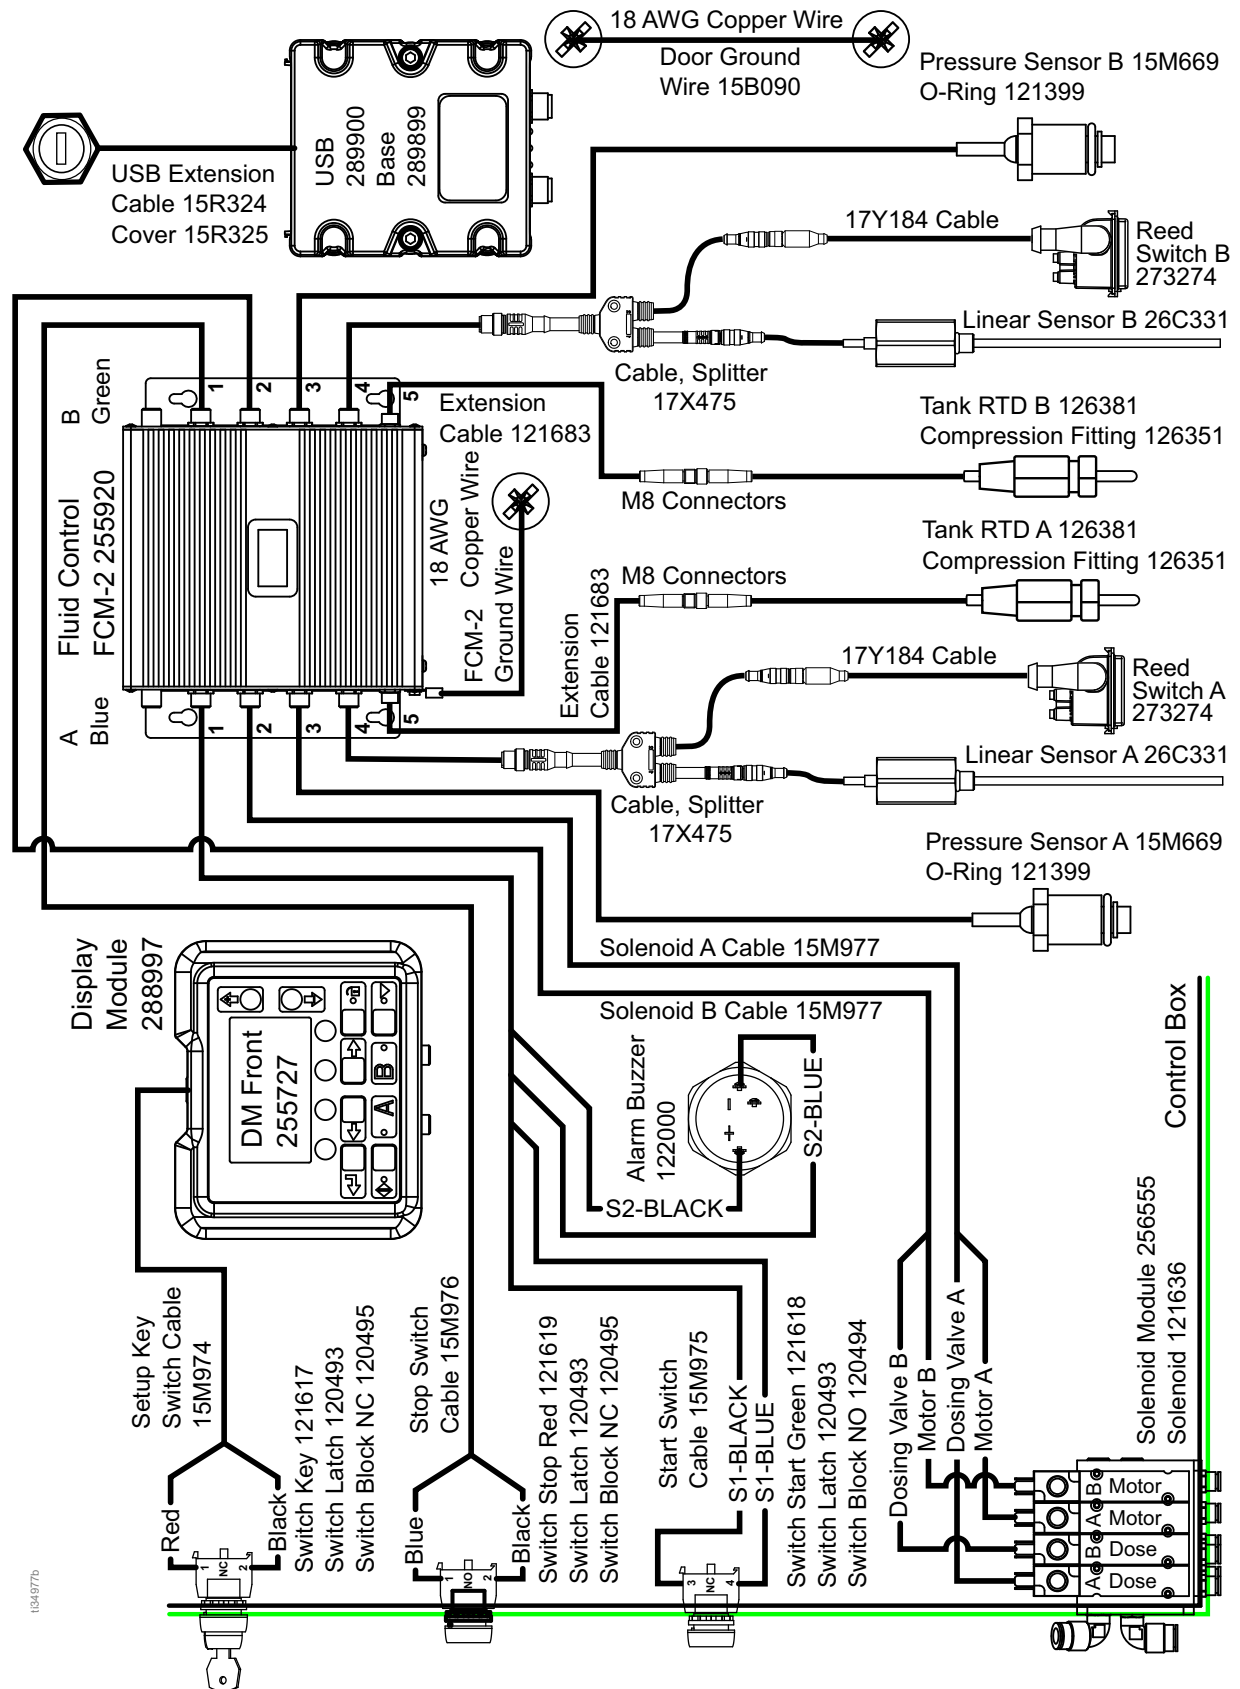 18 AWG Copper Wire
Door Ground
Wire 15B090
Pressure Sensor B 15M669
O-Ring 121399
USB
289900
Base
289899
USB Extension
Cable 15R324
Cover 15R325
17Y184 Cable
Reed
Switch B
273274
Linear Sensor B 26C331
Cable, Splitter
17X475
B
Green
1
2
3
4
5
Extension
Cable 121683
Tank RTD B 126381
Compression Fitting 126351
M8 Connectors
Fluid Control
FCM-2 255920
18 AWG
Copper Wire
FCM-2
Ground Wire
Tank RTD A 126381
Compression Fitting 126351
M8 Connectors
Extension
Cable 121683
A
Blue
1
2
3
4
5
17Y184 Cable
Reed
Switch A
273274
Linear Sensor A 26C331
Cable, Splitter
17X475
Pressure Sensor A 15M669
O-Ring 121399
Solenoid A Cable 15M977
Solenoid B Cable 15M977
Display
Module
288997
DM Front
255727
A
B
Alarm Buzzer
122000
+
−
S2-BLUE
S2-BLACK
Control Box
Setup Key
Switch Cable
15M974
Red
Black
1
NC
2
Switch Key 121617
Switch Latch 120493
Switch Block NC 120495
Stop Switch
Cable 15M976
Blue
Black
1
NO
2
Switch Stop Red 121619
Switch Latch 120493
Switch Block NC 120495
Start Switch
Cable 15M975
S1-BLACK
S1-BLUE
3
NC
4
Switch Start Green 121618
Switch Latch 120493
Switch Block NO 120494
Dosing Valve B
Motor B
Dosing Valve A
Motor A
Solenoid Module 256555
Solenoid 121636
B Motor
A Motor
B Dose
A Dose
ti34977b